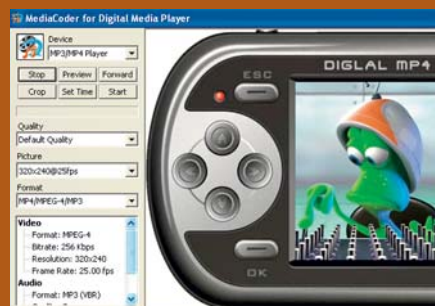 MediaCoder for Digital Media Player
Device
MP3/MP4 Player
Stop Preview Forward
Crop Set Time Start
Quality
Default Quality
Picture
320x240@25fps
Format
MP4/MPEG-4/MP3
Video
Format: MPEG-4
Bitrate: 256 Kbps
Resolution: 320x240
Frame Rate: 25.00 fps
Audio
Format: MP3 (VBR)
ESC
DIGLAL MP4
OK